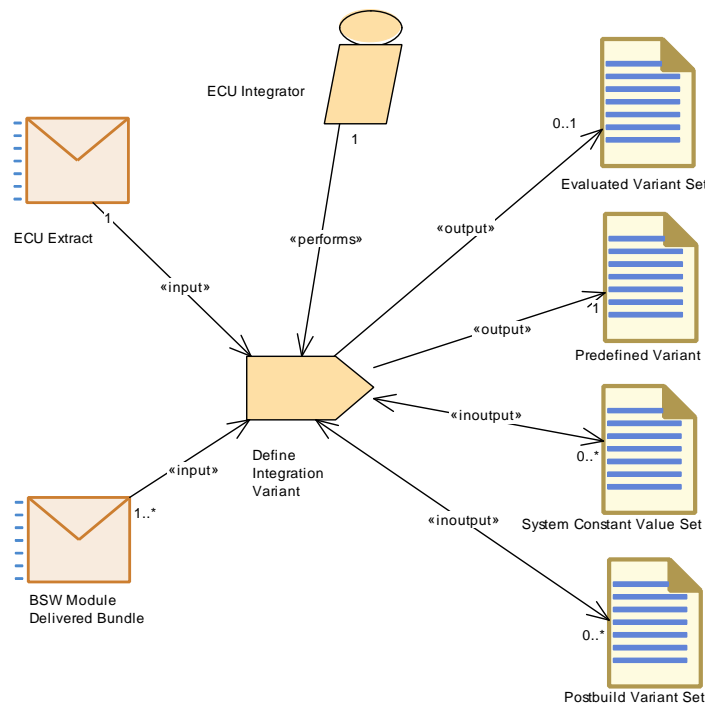 ECU Integrator
1
0..1
Evaluated Variant Set
ECU Extract
1
«performs»
«output»
«input»
«output»
1
Predefined Variant
«inoutput»
0..*
Define
Integration
Variant
«input»
1..*
«inoutput»
System Constant Value Set
BSW Module
Delivered Bundle
0..*
Postbuild Variant Set